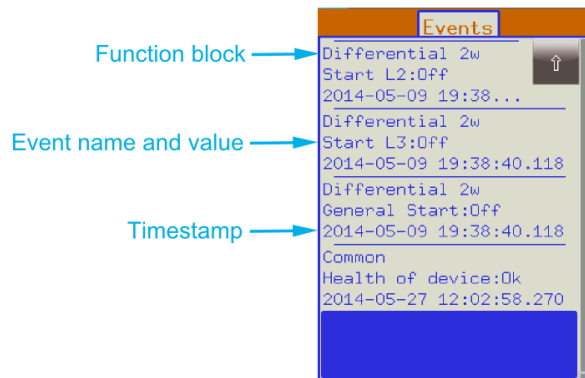 Events
Function block
Differential 2w
Start L2:Off
2014-05-09 19:38...
Differential 2w
Event name and value
Start L3:Off
2014-05-09 19:38:40.118
Differential 2w
General Start:Off
Timestamp
2014-05-09 19:38:40.118
Common
Health of device:Ok
2014-05-27 12:02:58.270